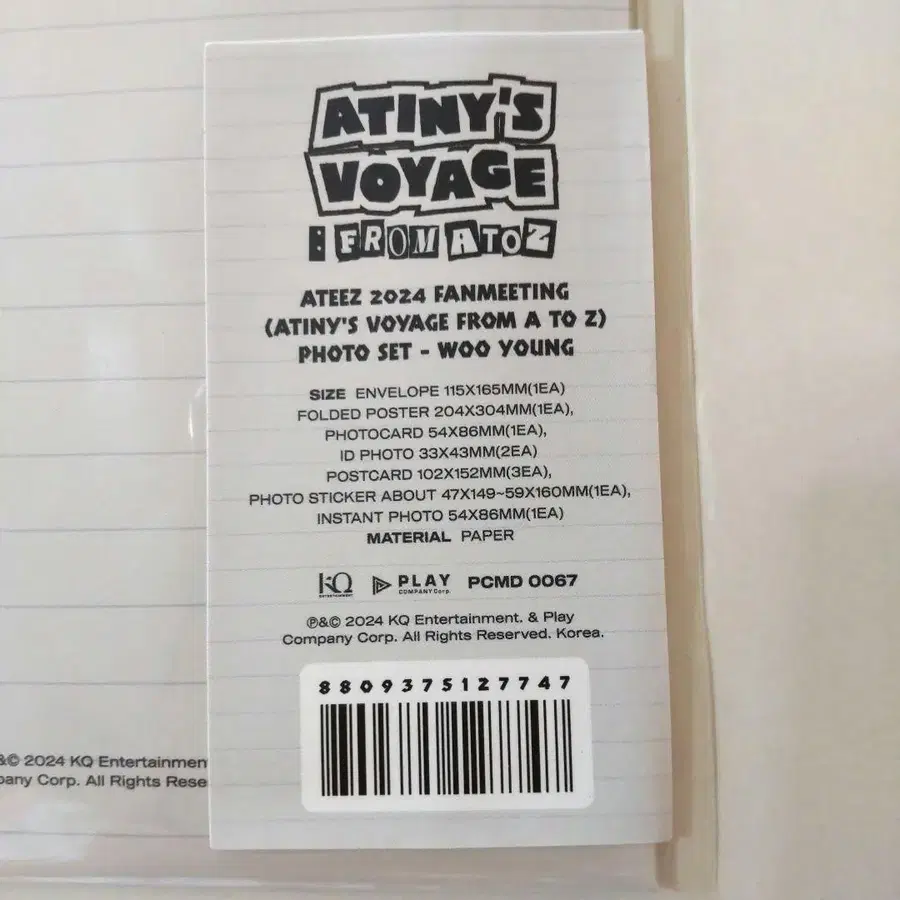 ATINY'S
VOYAGE
: FROM A TO Z
ATEEZ 2024 FANMEETING
(ATINY'S VOYAGE FROM A TO Z)
PHOTO SET - WOO YOUNG
SIZE ENVELOPE 115X165MM(1EA)
FOLDED POSTER 204X304MM(1EA),
PHOTOCARD 54X86MM(1EA),
ID PHOTO 33X43MM(2EA)
POSTCARD 102X152MM(3EA),
PHOTO STICKER ABOUT 47X149~59X160MM(1EA),
INSTANT PHOTO 54X86MM(1EA)
MATERIAL PAPER
KQ ENTERTAINMENT PLAY COMPANY Corp. PCMD 0067
℗&© 2024 KQ Entertainment. & Play
Company Corp. All Rights Reserved. Korea.
8809375127747
&© 2024 KQ Entertainment
pany Corp. All Rights Rese